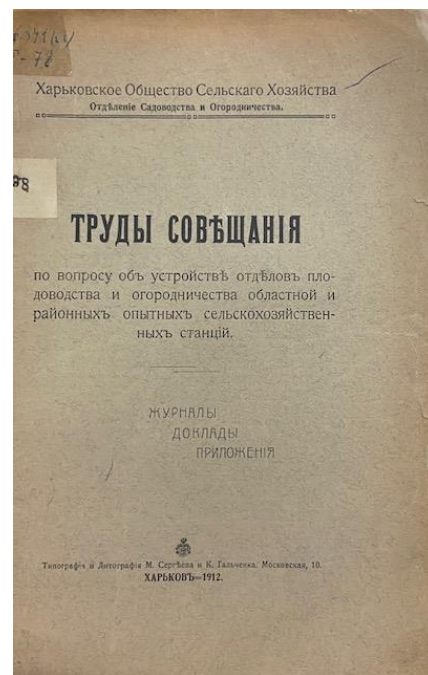 Харьковское Общество Сельскаго Хозяйства
Отдѣленіе Садоводства и Огородничества.
ТРУДЫ СОВѢЩАНІЯ
по вопросу объ устройствѣ отдѣловъ пло-
доводства и огородничества областной и
районныхъ опытныхъ сельскохозяйствен-
ныхъ станцій.
ЖУРНАЛЫ
ДОКЛАДЫ
ПРИЛОЖЕНІЯ
Типографія и Литографія М. Сергѣева и К. Гальченка. Московская, 10.
ХАРЬКОВЪ—1912.